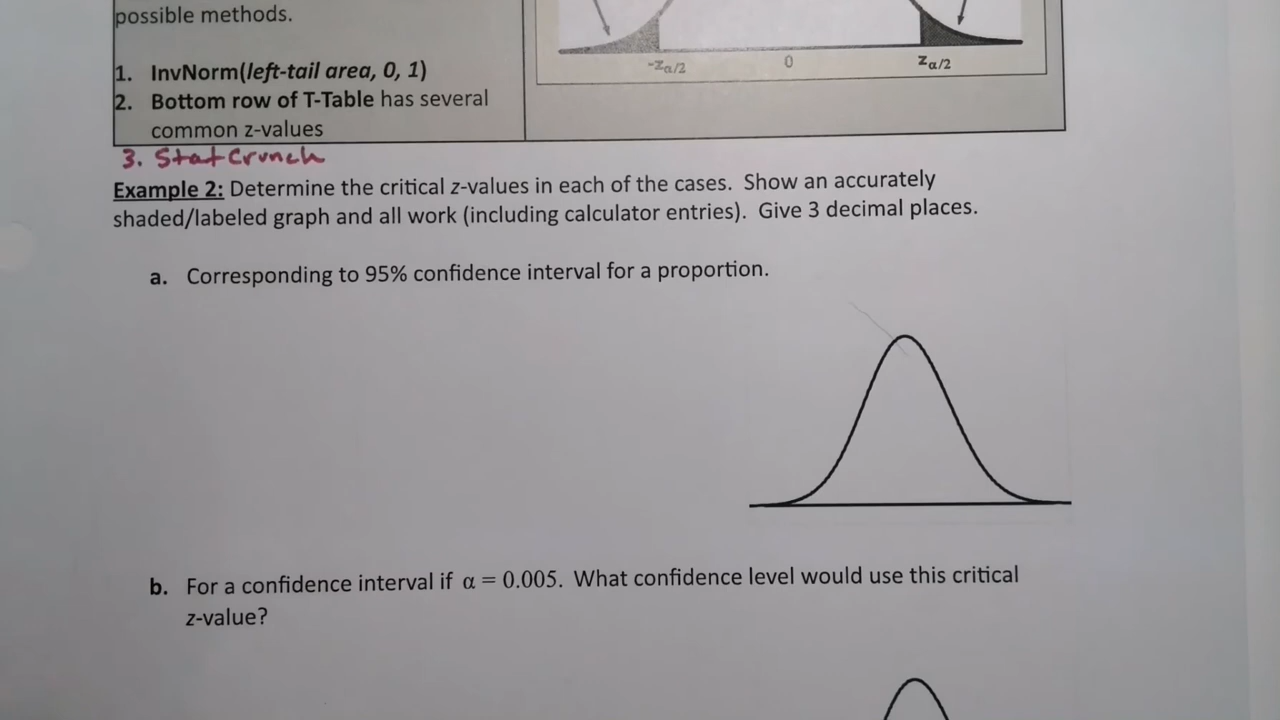 possible methods.
-Zα/2 0 Zα/2
1. InvNorm(left-tail area, 0, 1)
2. Bottom row of T-Table has several
common z-values
3. StatCrunch
Example 2: Determine the critical z-values in each of the cases. Show an accurately
shaded/labeled graph and all work (including calculator entries). Give 3 decimal places.
a. Corresponding to 95% confidence interval for a proportion.
b. For a confidence interval if α = 0.005. What confidence level would use this critical
z-value?